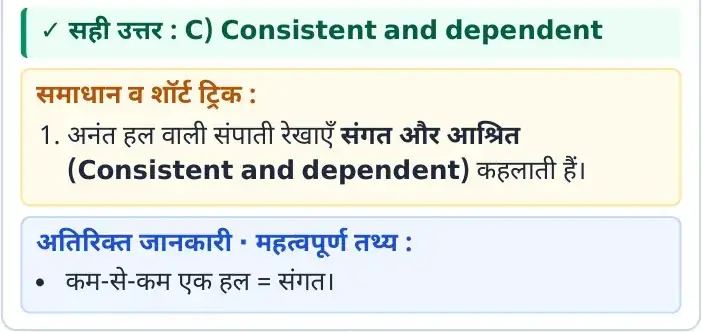 ✓ सही उत्तर : C) Consistent and dependent
समाधान व शॉर्ट ट्रिक :
1. अनंत हल वाली संपाती रेखाएँ संगत और आश्रित
(Consistent and dependent) कहलाती हैं।
अतिरिक्त जानकारी · महत्वपूर्ण तथ्य :
• कम-से-कम एक हल = संगत।